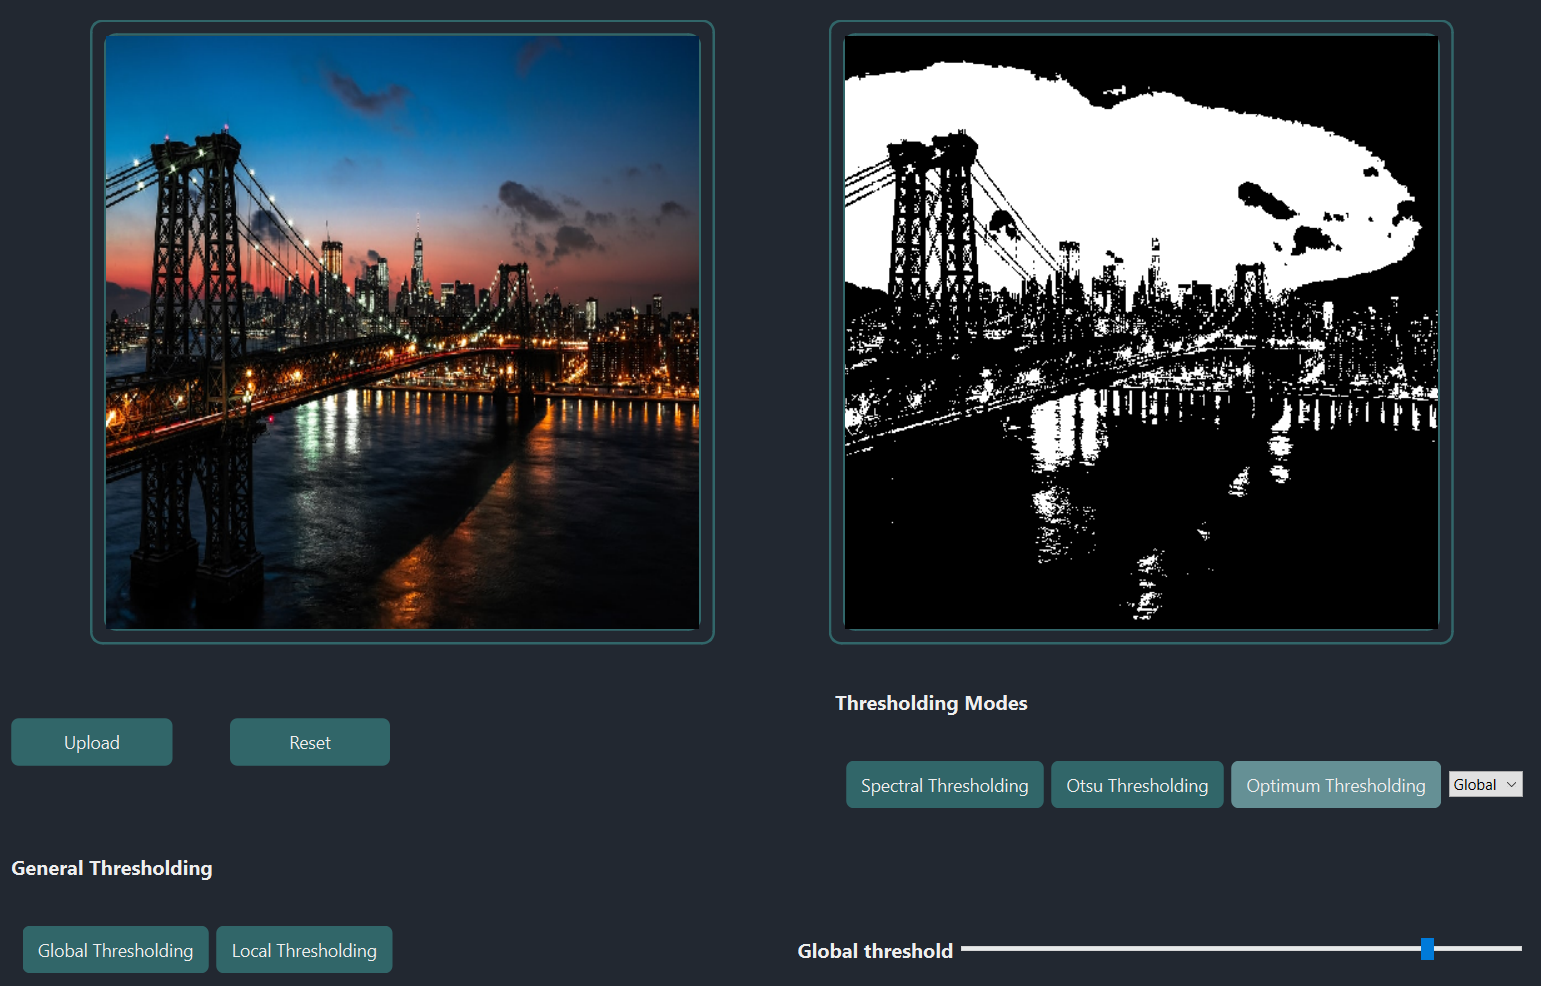 Thresholding Modes
Upload
Reset
Spectral Thresholding
Otsu Thresholding
Optimum Thresholding
Global
General Thresholding
Global Thresholding
Local Thresholding
Global threshold